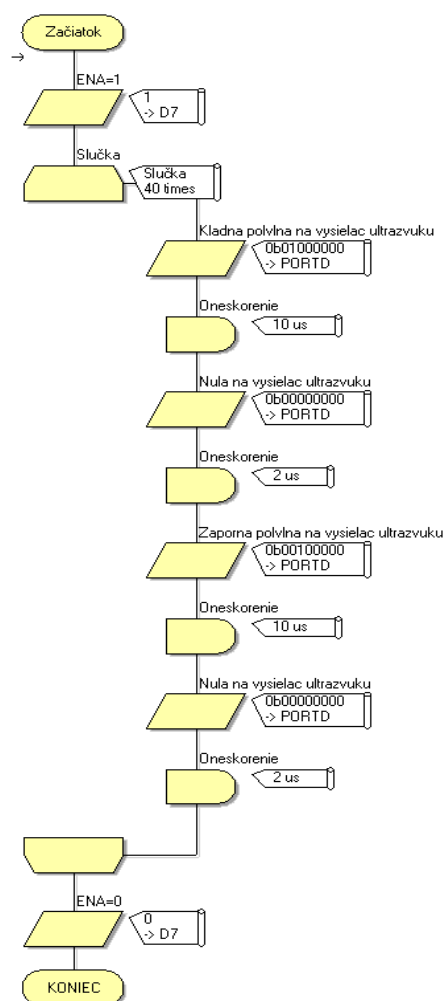 Začiatok
ENA=1
1
-> D7
Slučka
Slučka
40 times
Kladna polvlna na vysielac ultrazvuku
0b01000000
-> PORTD
Oneskorenie
10 us
Nula na vysielac ultrazvuku
0b00000000
-> PORTD
Oneskorenie
2 us
Zaporna polvlna na vysielac ultrazvuku
0b00100000
-> PORTD
Oneskorenie
10 us
Nula na vysielac ultrazvuku
0b00000000
-> PORTD
Oneskorenie
2 us
ENA=0
0
-> D7
KONIEC